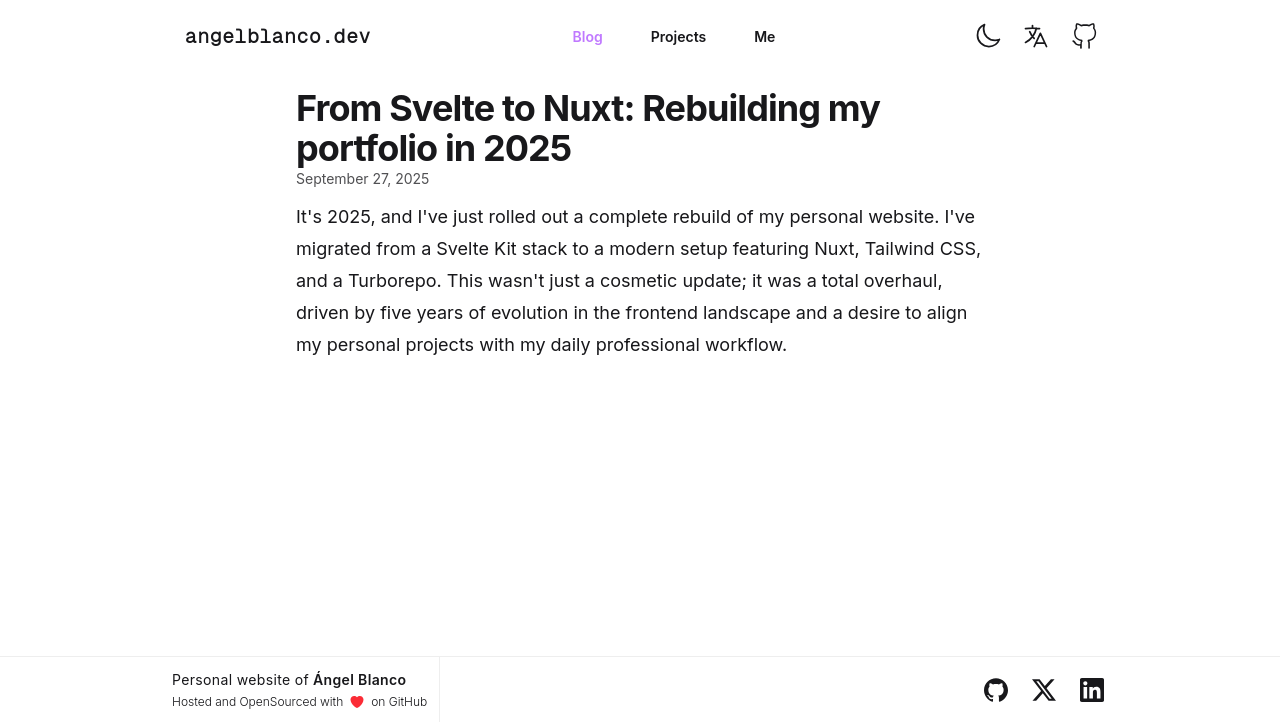 angelblanco.dev
Blog Projects Me
From Svelte to Nuxt: Rebuilding my
portfolio in 2025
September 27, 2025
It's 2025, and I've just rolled out a complete rebuild of my personal website. I've
migrated from a Svelte Kit stack to a modern setup featuring Nuxt, Tailwind CSS,
and a Turborepo. This wasn't just a cosmetic update; it was a total overhaul,
driven by five years of evolution in the frontend landscape and a desire to align
my personal projects with my daily professional workflow.
Personal website of Ángel Blanco
Hosted and OpenSourced with ❤️ on GitHub